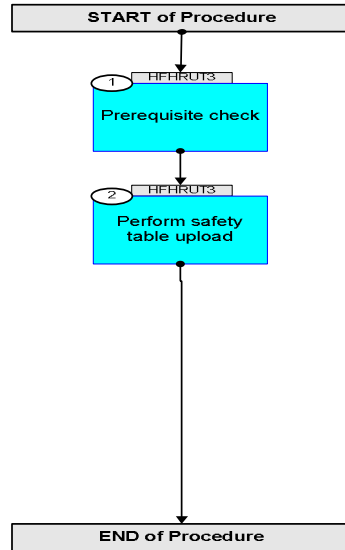 START of Procedure
HFHRUT3
1
Prerequisite check
HFHRUT3
2
Perform safety
table upload
END of Procedure